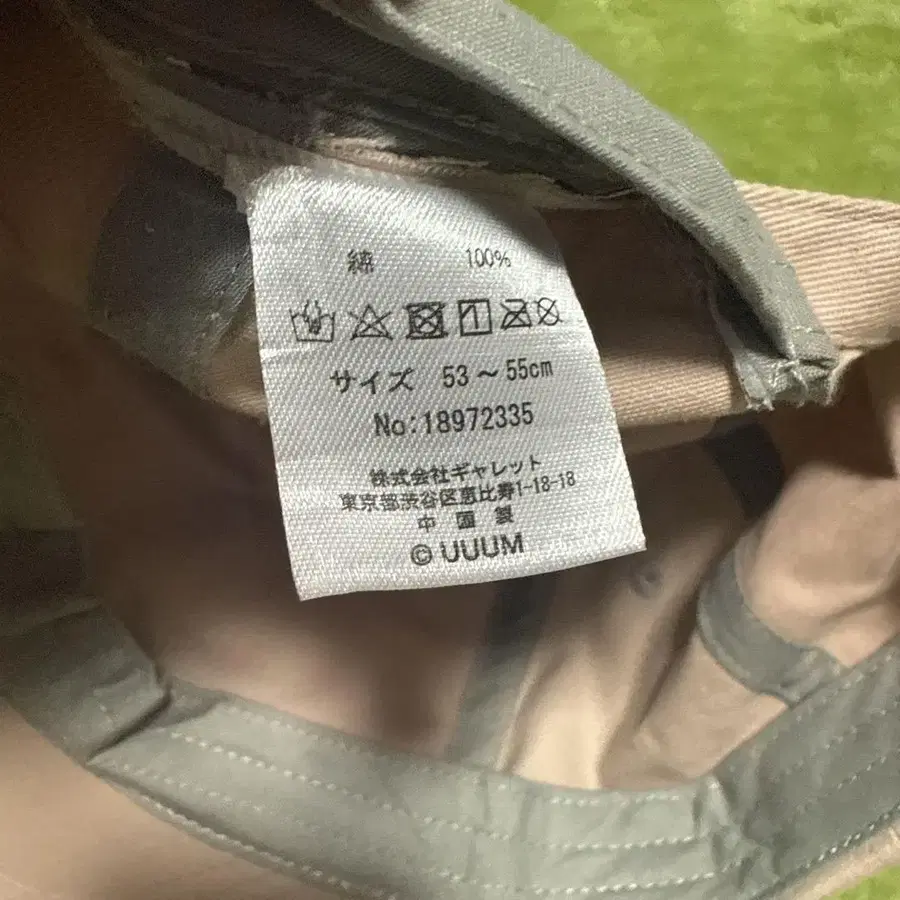 綿 100%
サイズ 53～55cm
No:18972335
株式会社ギャレット
東京都渋谷区恵比寿1-18-18
中国製
© UUUM